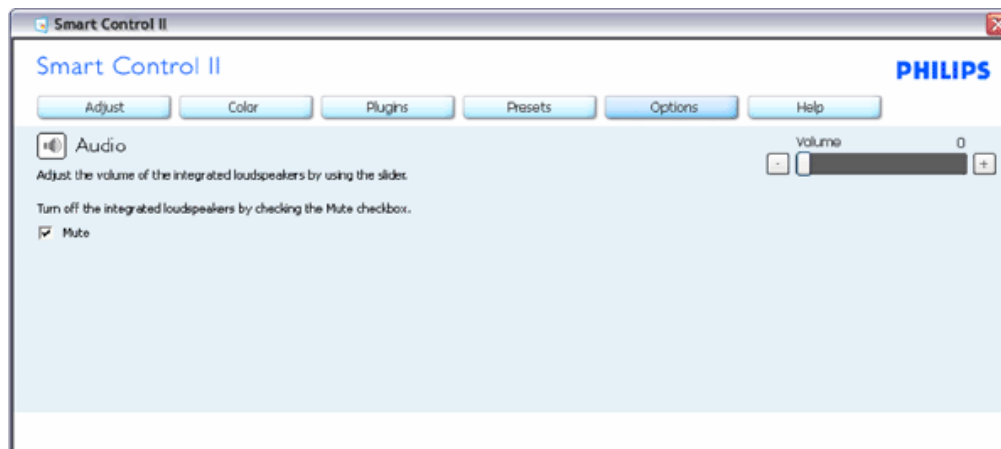 Smart Control II
Smart Control II
PHILIPS
Adjust Color Plugins Presets Options Help
Audio
Volume 0
- +
Adjust the volume of the integrated loudspeakers by using the slider.
Turn off the integrated loudspeakers by checking the Mute checkbox.
Mute